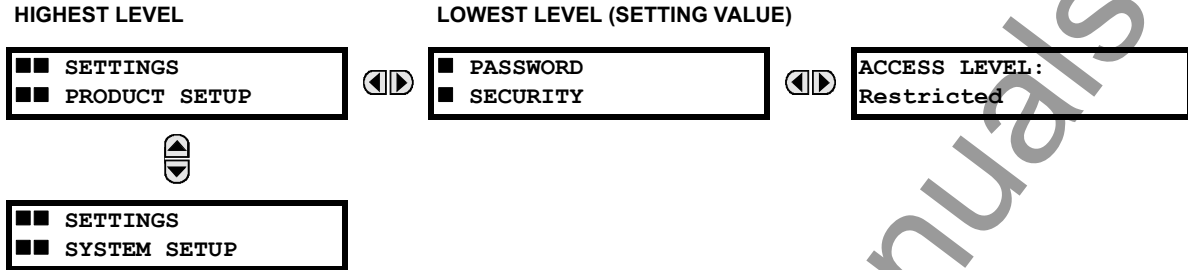 HIGHEST LEVEL
LOWEST LEVEL (SETTING VALUE)
■■ SETTINGS
■■ PRODUCT SETUP
■ PASSWORD
■ SECURITY
ACCESS LEVEL:
Restricted
■■ SETTINGS
■■ SYSTEM SETUP